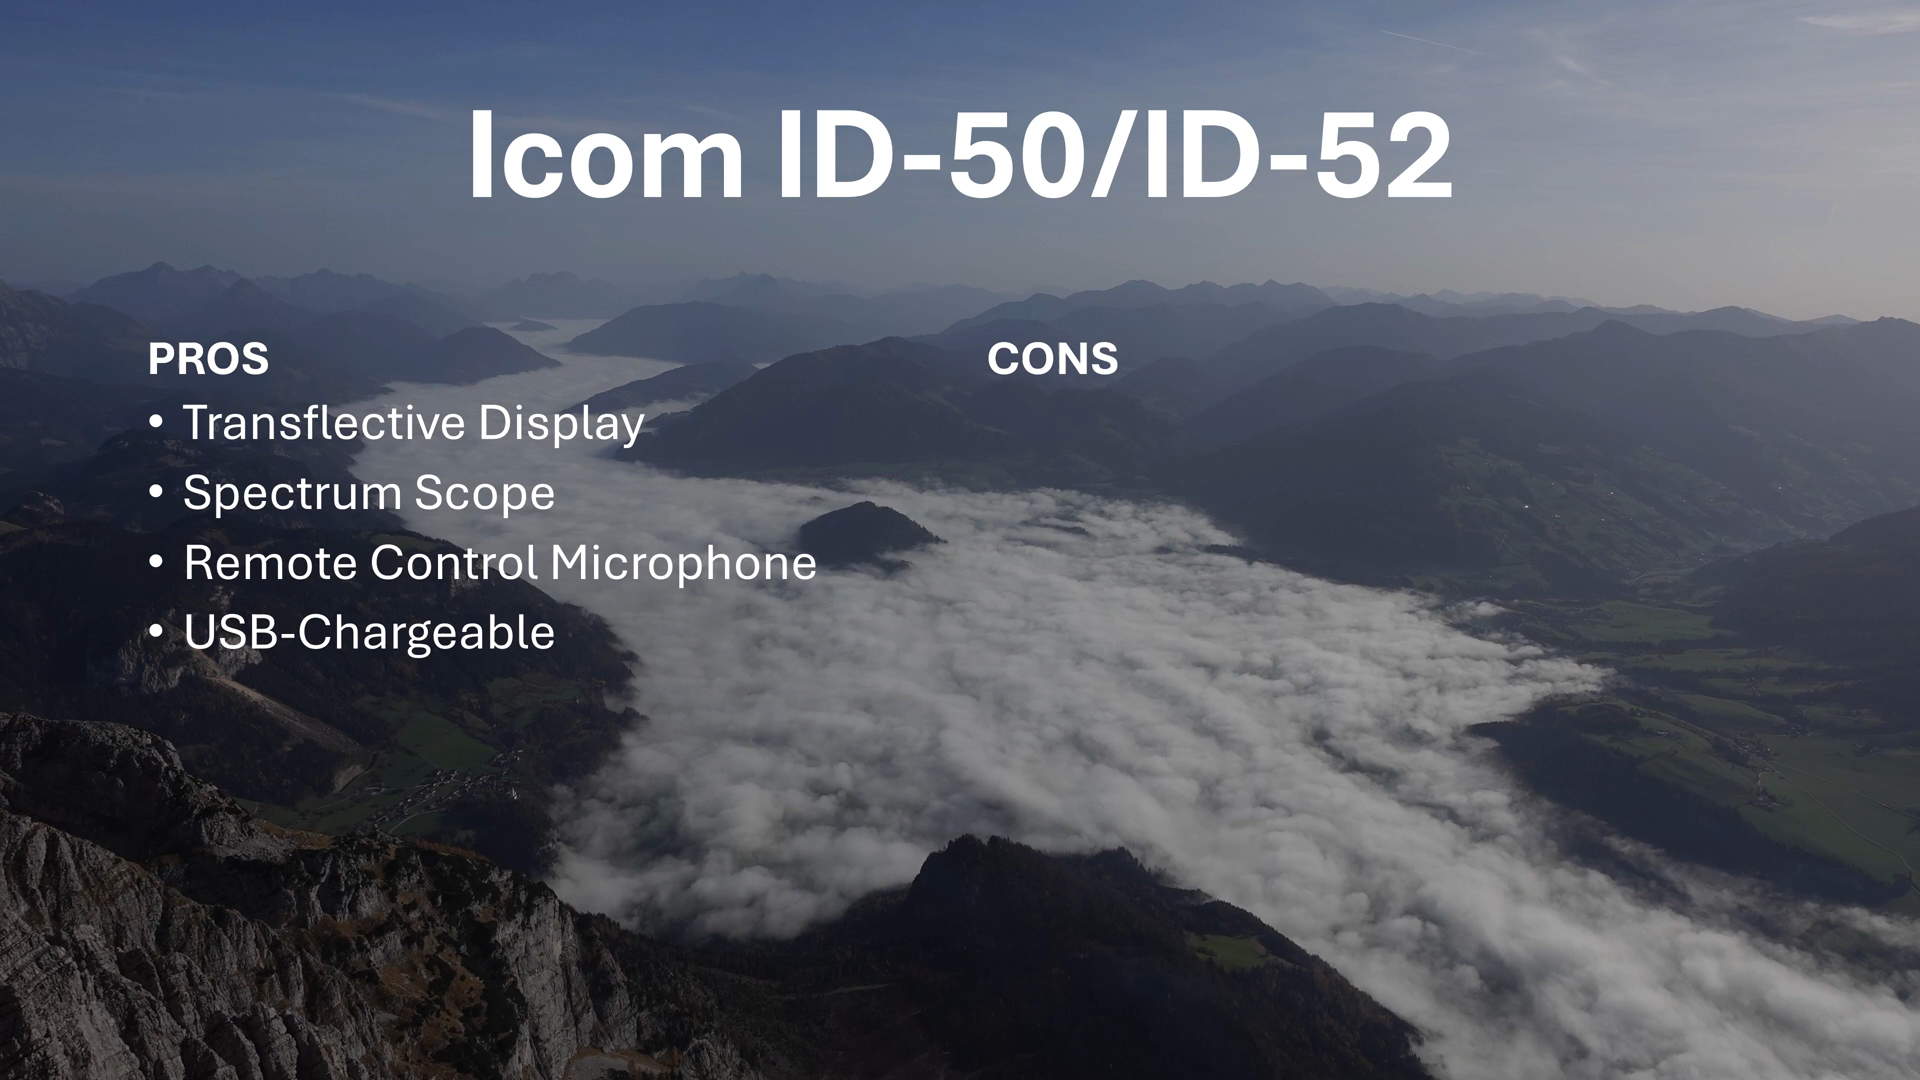 Icom ID-50/ID-52
PROS
• Transflective Display
• Spectrum Scope
• Remote Control Microphone
• USB-Chargeable
CONS